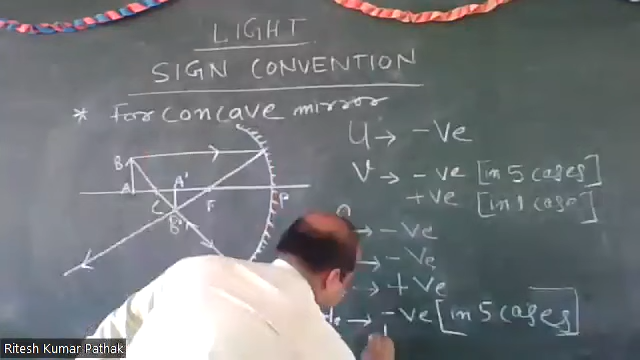 LIGHT
SIGN CONVENTION
* For concave mirror
U → -Ve
V → -ve [in 5 cases]
+ve [in 1 case]
→ -Ve
→ -Ve
→ +Ve
→ -Ve [in 5 cases]
B
A
A'
C
F
P
B'
Ritesh Kumar Pathak